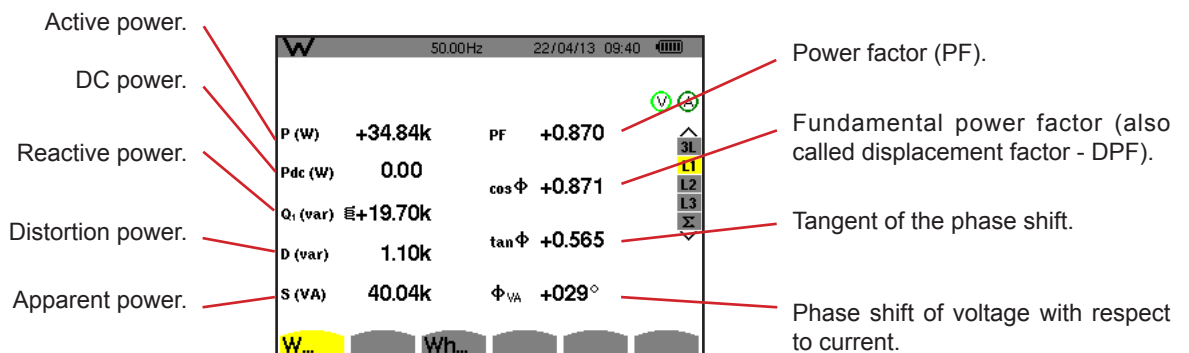 Active power.
DC power.
Reactive power.
Distortion power.
Apparent power.
W 50.00Hz 22/04/13 09:40
V A
P (W) +34.84k PF +0.870
Pdc (W) 0.00
cosΦ +0.871
Q₁ (var) +19.70k
tanΦ +0.565
D (var) 1.10k
S (VA) 40.04k ΦVA +029°
3L
L1
L2
L3
Σ
W... Wh...
Power factor (PF).
Fundamental power factor (also
called displacement factor - DPF).
Tangent of the phase shift.
Phase shift of voltage with respect
to current.